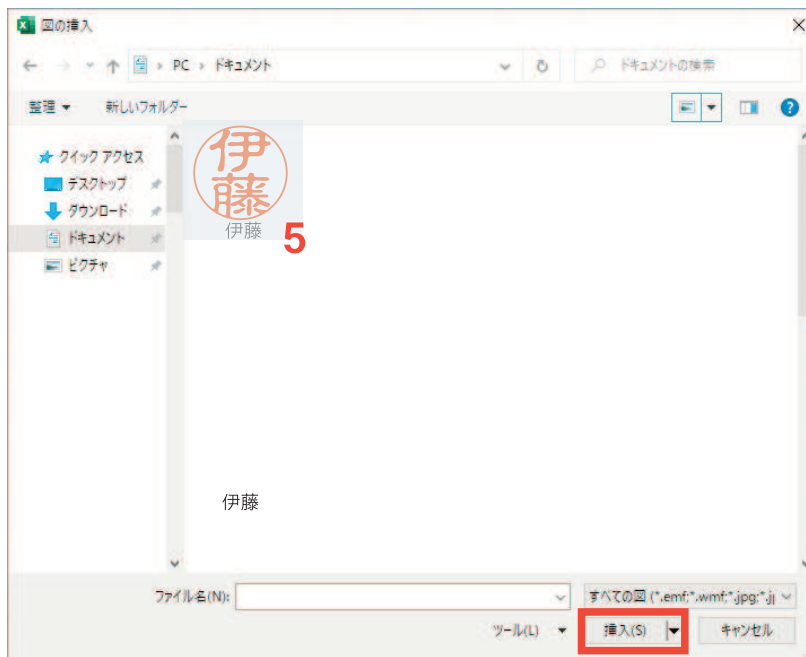 図の挿入
PC › ドキュメント
ドキュメントの検索
整理
新しいフォルダー
クイック アクセス
デスクトップ
ダウンロード
ドキュメント
ピクチャ
伊藤
伊藤
5
伊藤
ファイル名(N):
すべての図 (*.emf;*.wmf;*.jpg;*.j
ツール(L)
挿入(S)
キャンセル